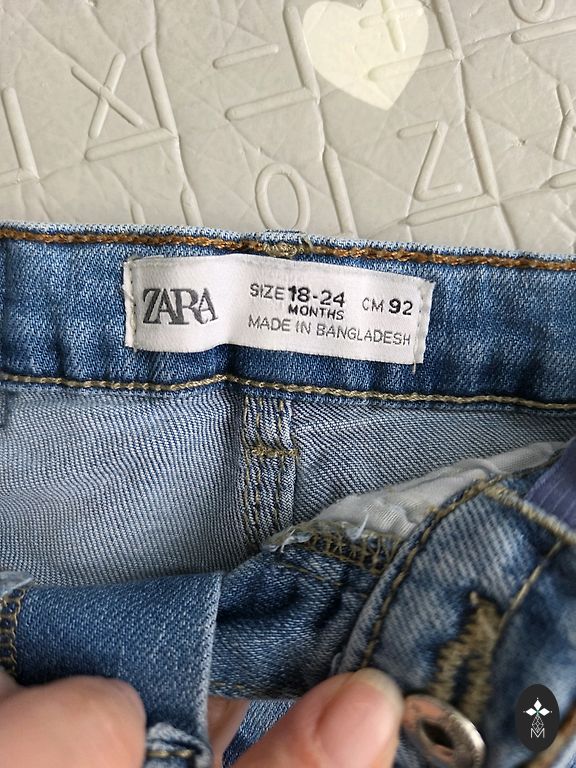 ZARA
SIZE 18-24 CM 92
MONTHS
MADE IN BANGLADESH